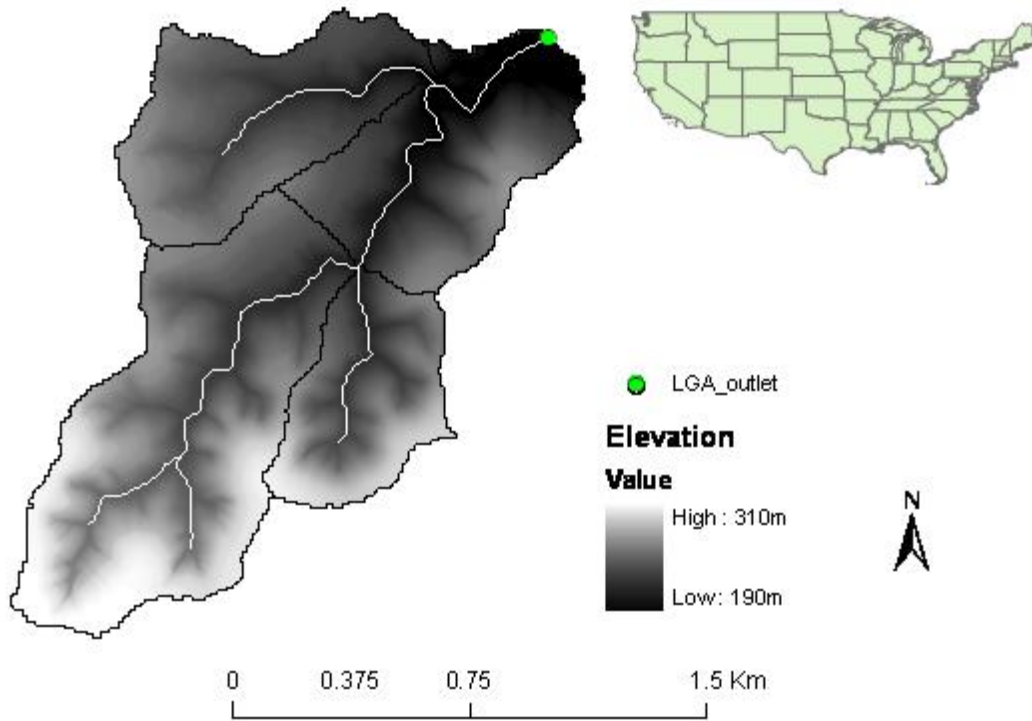 LGA_outlet
Elevation
Value
High : 310m
Low : 190m
N
0 0.375 0.75 1.5 Km